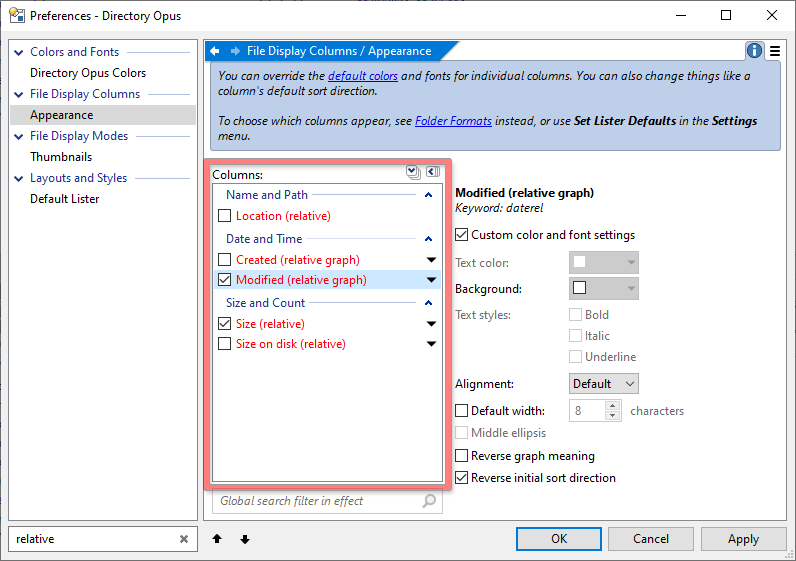 Preferences - Directory Opus
Colors and Fonts
Directory Opus Colors
File Display Columns
Appearance
File Display Modes
Thumbnails
Layouts and Styles
Default Lister
relative
File Display Columns / Appearance
You can override the default colors and fonts for individual columns. You can also change things like a
column's default sort direction.
To choose which columns appear, see Folder Formats instead, or use Set Lister Defaults in the Settings
menu.
Columns:
Name and Path
Location (relative)
Date and Time
Created (relative graph)
Modified (relative graph)
Size and Count
Size (relative)
Size on disk (relative)
Global search filter in effect
Modified (relative graph)
Keyword: daterel
Custom color and font settings
Text color:
Background:
Text styles:
Bold
Italic
Underline
Alignment:
Default
Default width:
8
characters
Middle ellipsis
Reverse graph meaning
Reverse initial sort direction
OK
Cancel
Apply